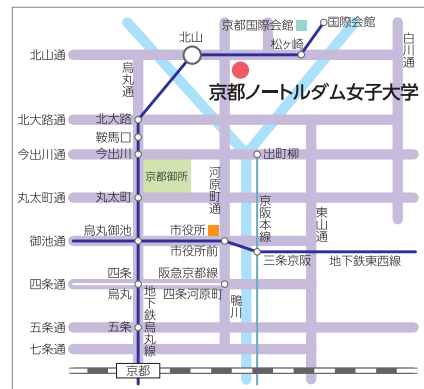 国際会館
京都国際会館
北山
松ヶ崎
白川通
北山通
烏丸通
京都ノートルダム女子大学
北大路通
北大路
鞍馬口
今出川通
今出川
出町柳
京都御所
河原町通
丸太町通
丸太町
京阪本線
東山通
烏丸御池
市役所
御池通
市役所前
三条京阪
地下鉄東西線
四条
阪急京都線
四条通
烏丸
四条河原町
地下鉄烏丸線
鴨川
五条通
五条
七条通
京都